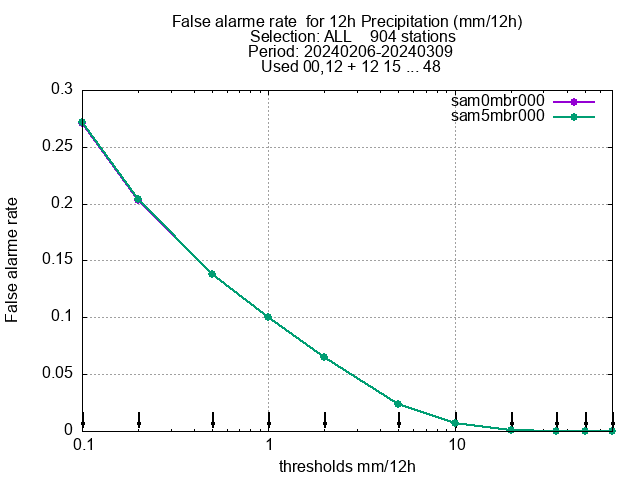 False alarme rate  for 12h Precipitation (mm/12h)
Selection: ALL    904 stations
Period: 20240206-20240309
Used 00,12 + 12 15 ... 48
sam0mbr000
sam5mbr000
0.3
0.25
0.2
0.15
0.1
0.05
0
False alarme rate
0.1 1 10
thresholds mm/12h